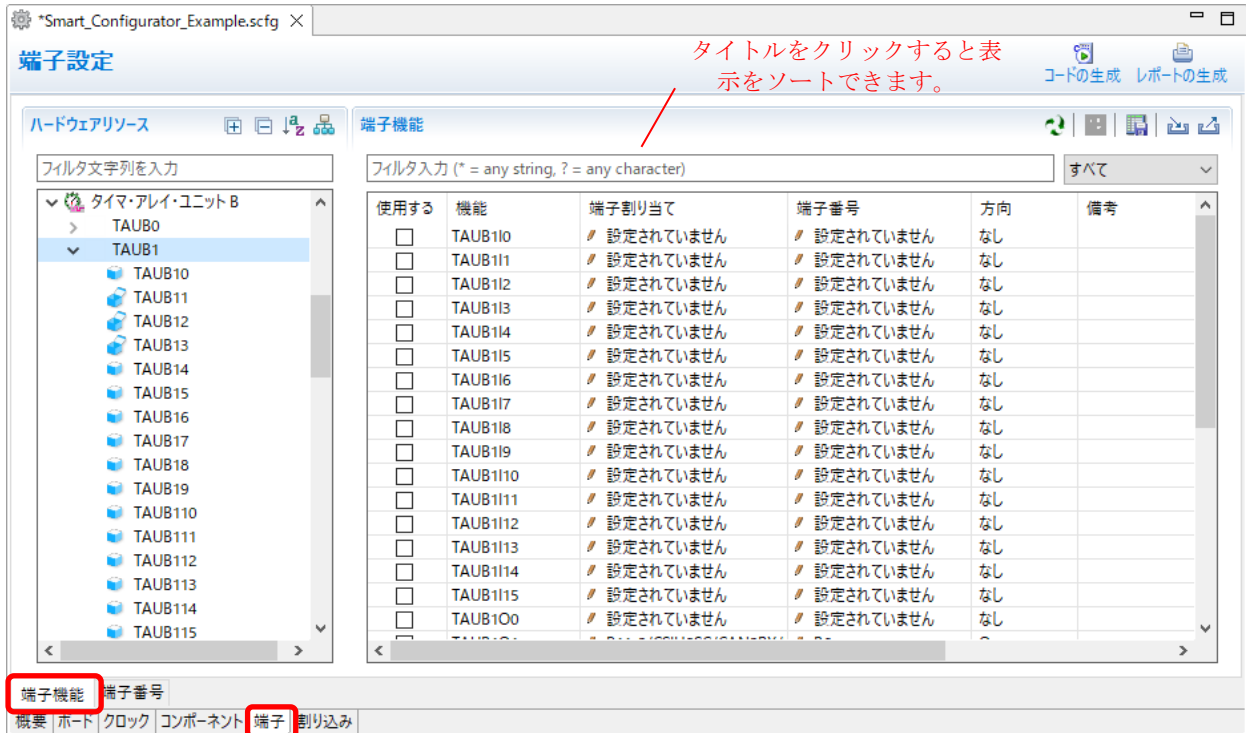 *Smart_Configurator_Example.scfg
端子設定
タイトルをクリックすると表
示をソートできます。
コードの生成 レポートの生成
ハードウェアリソース
端子機能
フィルタ文字列を入力
フィルタ入力 (* = any string, ? = any character)
すべて
タイマ・アレイ・ユニット B
TAUB0
TAUB1
TAUB10
TAUB11
TAUB12
TAUB13
TAUB14
TAUB15
TAUB16
TAUB17
TAUB18
TAUB19
TAUB110
TAUB111
TAUB112
TAUB113
TAUB114
TAUB115
使用する 機能 端子割り当て 端子番号 方向 備考
TAUB1I0 設定されていません 設定されていません なし
TAUB1I1 設定されていません 設定されていません なし
TAUB1I2 設定されていません 設定されていません なし
TAUB1I3 設定されていません 設定されていません なし
TAUB1I4 設定されていません 設定されていません なし
TAUB1I5 設定されていません 設定されていません なし
TAUB1I6 設定されていません 設定されていません なし
TAUB1I7 設定されていません 設定されていません なし
TAUB1I8 設定されていません 設定されていません なし
TAUB1I9 設定されていません 設定されていません なし
TAUB1I10 設定されていません 設定されていません なし
TAUB1I11 設定されていません 設定されていません なし
TAUB1I12 設定されていません 設定されていません なし
TAUB1I13 設定されていません 設定されていません なし
TAUB1I14 設定されていません 設定されていません なし
TAUB1I15 設定されていません 設定されていません なし
TAUB1O0 設定されていません 設定されていません なし
端子機能 端子番号
概要 ボード クロック コンポーネント 端子 割り込み